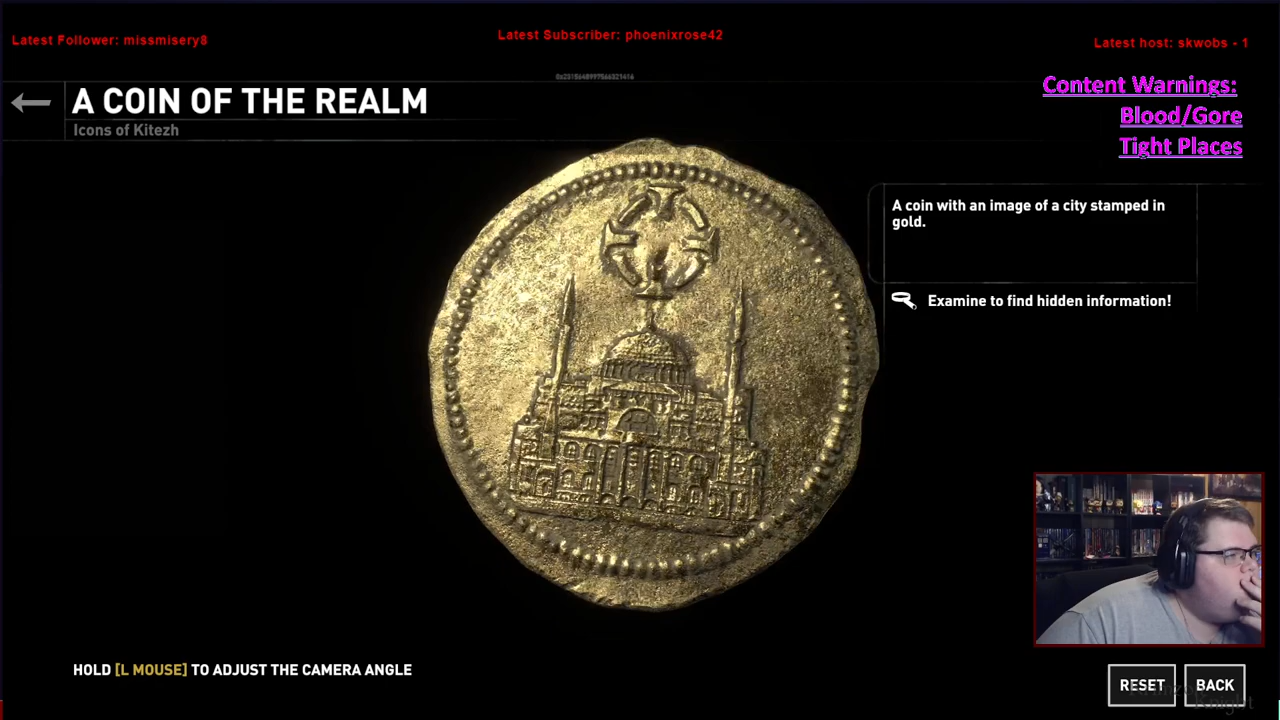 Latest Follower: missmisery8
Latest Subscriber: phoenixrose42
Latest host: skwobs - 1
A COIN OF THE REALM
Icons of Kitezh
Content Warnings:
Blood/Gore
Tight Places
A coin with an image of a city stamped in
gold.
Examine to find hidden information!
HOLD [L MOUSE] TO ADJUST THE CAMERA ANGLE
RESET
BACK